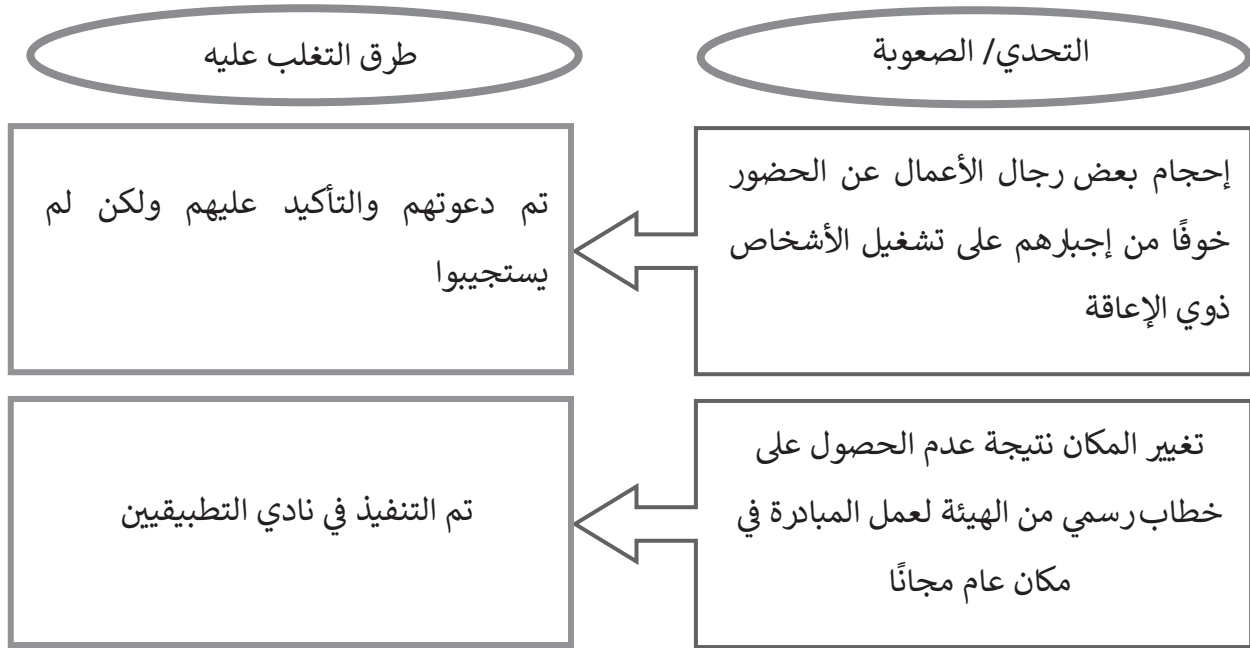 التحدي/ الصعوبة
طرق التغلب عليه
إحجام بعض رجال الأعمال عن الحضور
خوفًا من إجبارهم على تشغيل الأشخاص
ذوي الإعاقة
تم دعوتهم والتأكيد عليهم ولكن لم
يستجيبوا
تغيير المكان نتيجة عدم الحصول على
خطاب رسمي من الهيئة لعمل المبادرة في
مكان عام مجانًا
تم التنفيذ في نادي التطبيقيين